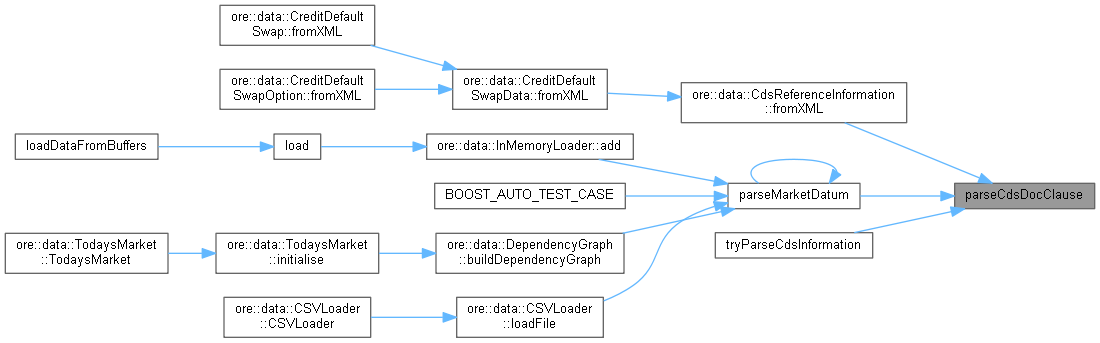 ore::data::CreditDefault
Swap::fromXML
ore::data::CreditDefault
SwapOption::fromXML
ore::data::CreditDefault
SwapData::fromXML
ore::data::CdsReferenceInformation
::fromXML
loadDataFromBuffers
load
ore::data::InMemoryLoader::add
BOOST_AUTO_TEST_CASE
parseMarketDatum
parseCdsDocClause
tryParseCdsInformation
ore::data::TodaysMarket
::TodaysMarket
ore::data::TodaysMarket
::initialise
ore::data::DependencyGraph
::buildDependencyGraph
ore::data::CSVLoader
::CSVLoader
ore::data::CSVLoader
::loadFile